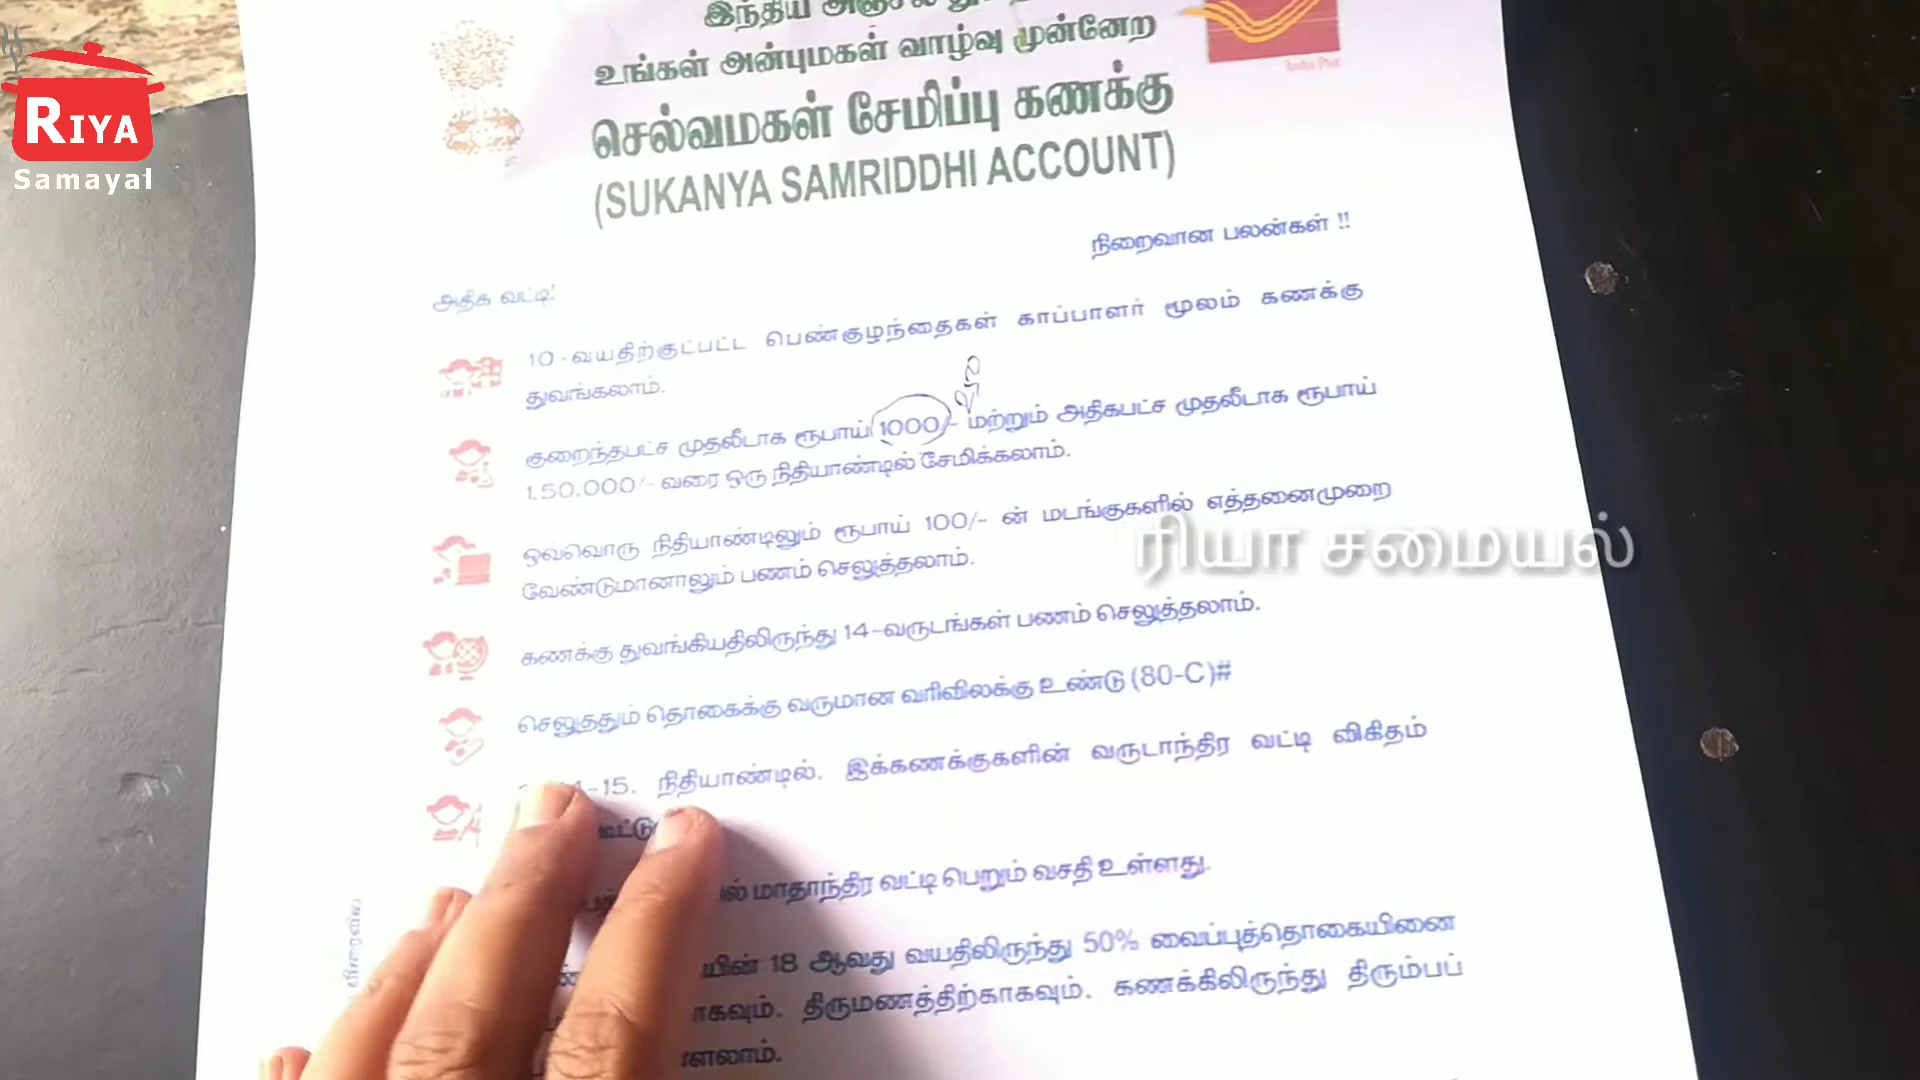 RIYA
Samayal
இந்திய அஞ்சல்
உங்கள் அன்புமகள் வாழ்வு முன்னேற
செல்வமகள் சேமிப்பு கணக்கு
(SUKANYA SAMRIDDHI ACCOUNT)
India Post
நிறைவான பலன்கள் !!
அதிக வட்டி!
10-வயதிற்குட்பட்ட பெண்குழந்தைகள் காப்பாளர் மூலம் கணக்கு
துவங்கலாம்.
குறைந்தபட்ச முதலீடாக ரூபாய் 1000/- மற்றும் அதிகபட்ச முதலீடாக ரூபாய்
1,50,000/- வரை ஒரு நிதியாண்டில் சேமிக்கலாம்.
ஒவ்வொரு நிதியாண்டிலும் ரூபாய் 100/- ன் மடங்குகளில் எத்தனைமுறை
வேண்டுமானாலும் பணம் செலுத்தலாம்.
ரியா சமையல்
கணக்கு துவங்கியதிலிருந்து 14-வருடங்கள் பணம் செலுத்தலாம்.
செலுத்தும் தொகைக்கு வருமான வரிவிலக்கு உண்டு (80-C)#
-15. நிதியாண்டில், இக்கணக்குகளின் வருடாந்திர வட்டி விகிதம்
மாதாந்திர வட்டி பெறும் வசதி உள்ளது.
யின் 18 ஆவது வயதிலிருந்து 50% வைப்புத்தொகையினை
காகவும். திருமணத்திற்காகவும். கணக்கிலிருந்து திரும்பப்